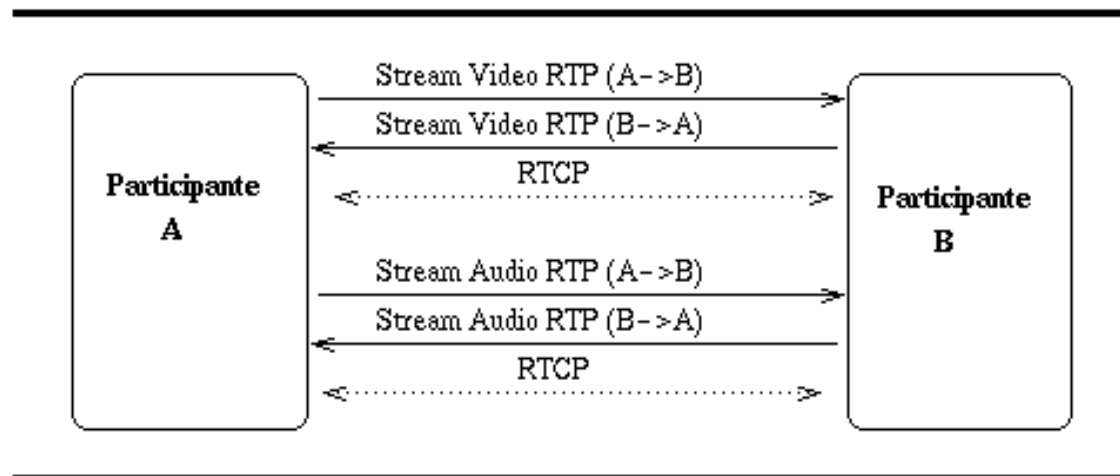 Stream Video RTP (A->B)
Stream Video RTP (B->A)
RTCP
Participante
A
Participante
B
Stream Audio RTP (A->B)
Stream Audio RTP (B->A)
RTCP